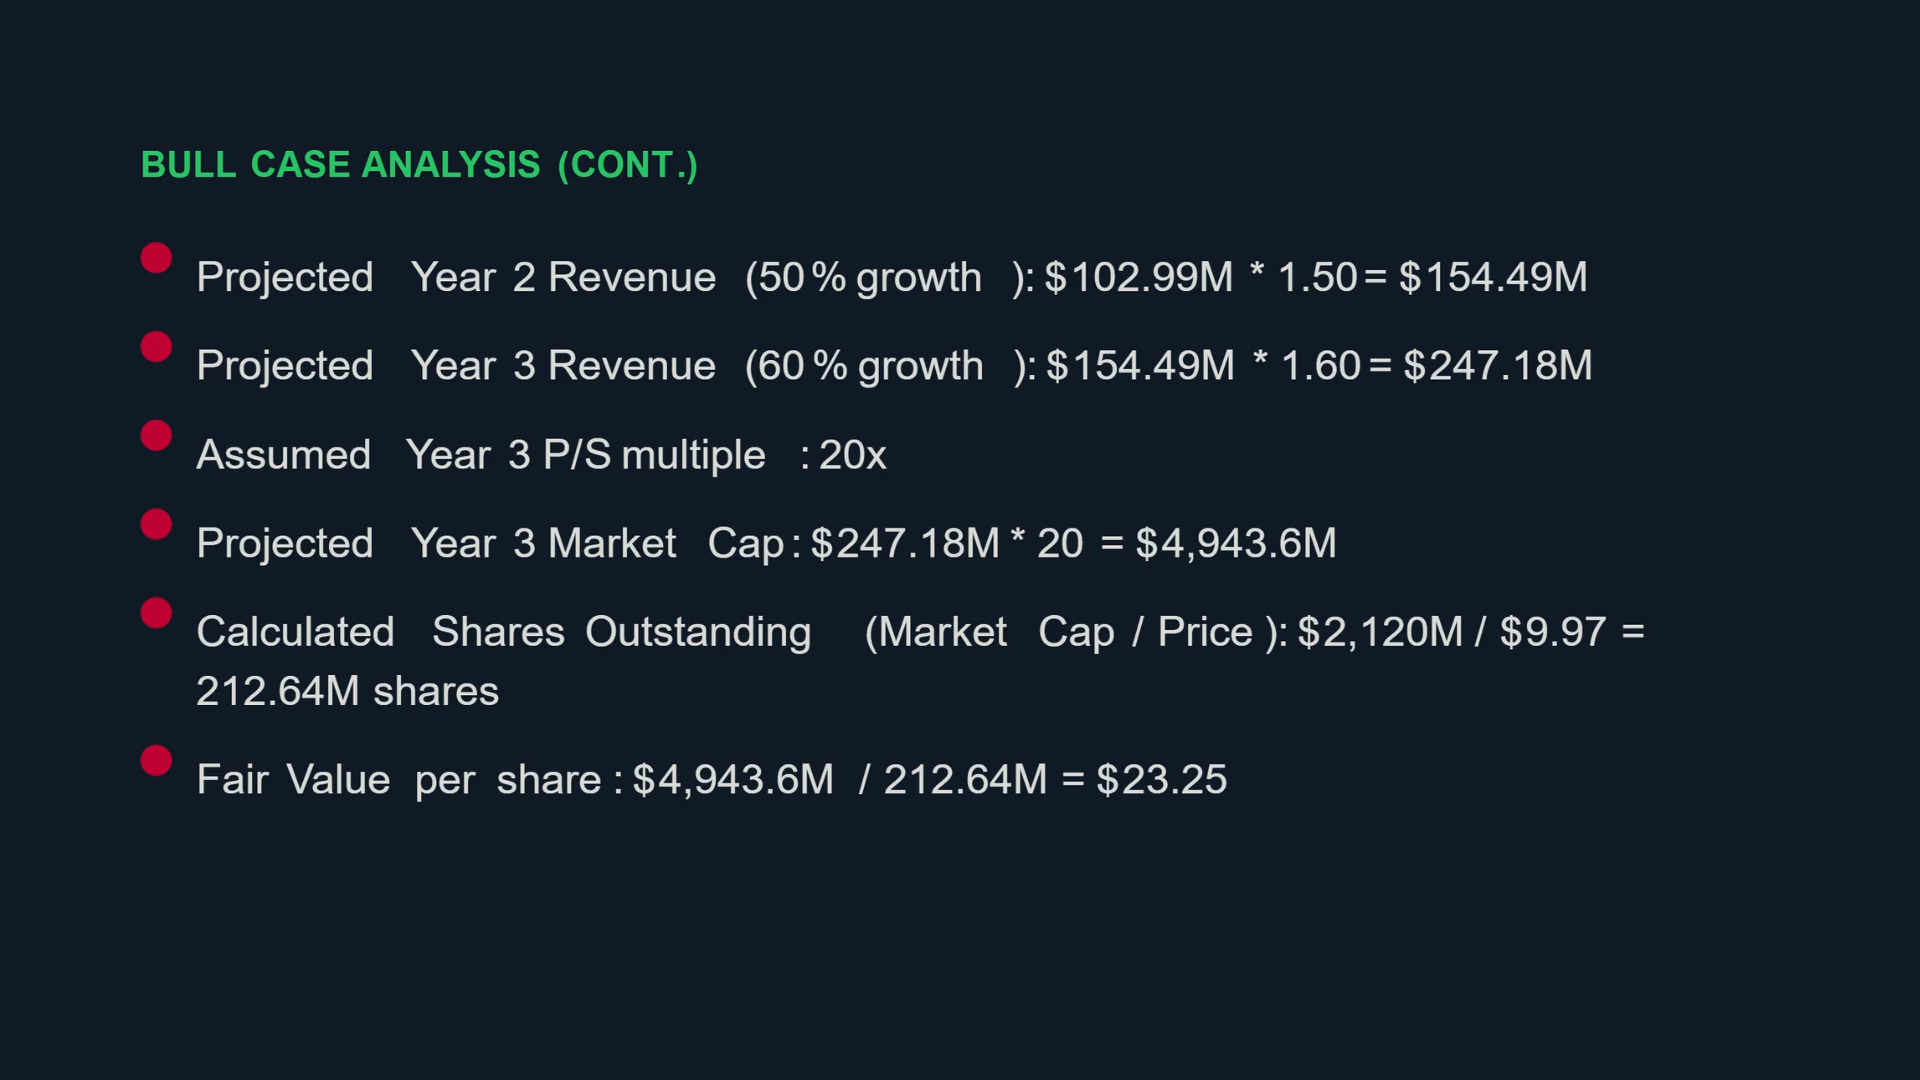 BULL CASE ANALYSIS (CONT.)
Projected Year 2 Revenue (50% growth): $102.99M * 1.50 = $154.49M
Projected Year 3 Revenue (60% growth): $154.49M * 1.60 = $247.18M
Assumed Year 3 P/S multiple: 20x
Projected Year 3 Market Cap: $247.18M * 20 = $4,943.6M
Calculated Shares Outstanding (Market Cap / Price): $2,120M / $9.97 =
212.64M shares
Fair Value per share: $4,943.6M / 212.64M = $23.25